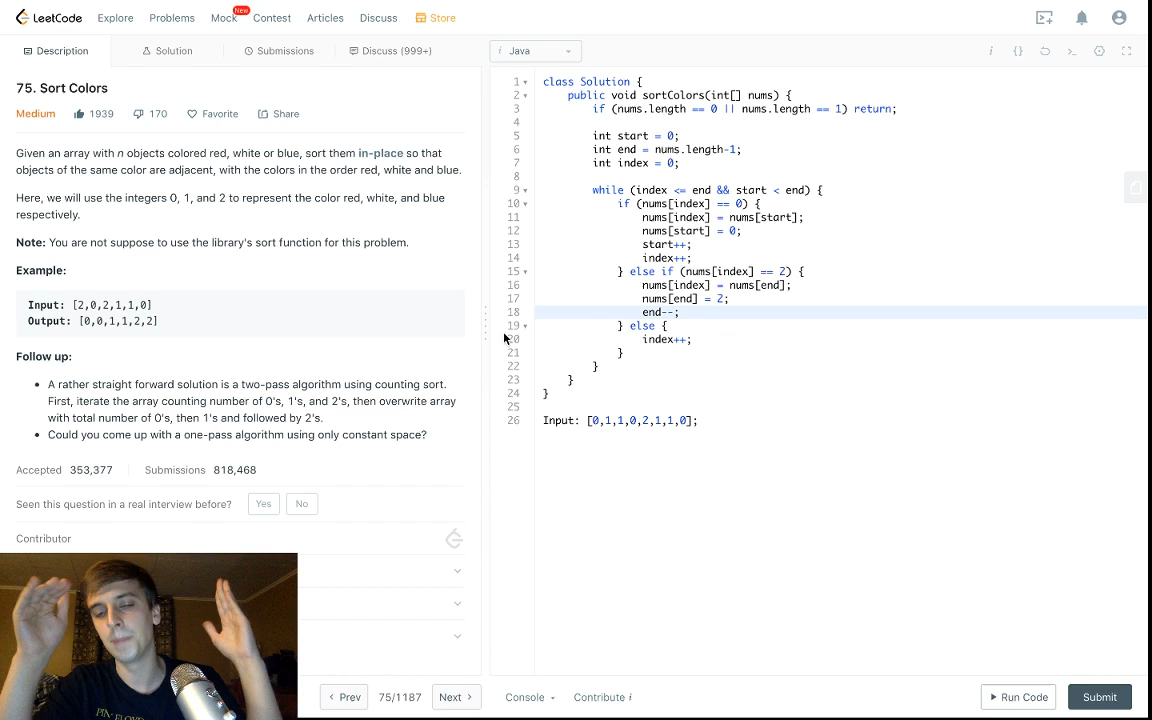 LeetCode Explore Problems Mock New Contest Articles Discuss Store
Description Solution Submissions Discuss (999+) i Java i {} >_
75. Sort Colors
Medium 1939 170 Favorite Share
Given an array with n objects colored red, white or blue, sort them in-place so that
objects of the same color are adjacent, with the colors in the order red, white and blue.
Here, we will use the integers 0, 1, and 2 to represent the color red, white, and blue
respectively.
Note: You are not suppose to use the library's sort function for this problem.
Example:
Input: [2,0,2,1,1,0]
Output: [0,0,1,1,2,2]
Follow up:
• A rather straight forward solution is a two-pass algorithm using counting sort.
First, iterate the array counting number of 0's, 1's, and 2's, then overwrite array
with total number of 0's, then 1's and followed by 2's.
• Could you come up with a one-pass algorithm using only constant space?
Accepted 353,377 Submissions 818,468
Seen this question in a real interview before? Yes No
Contributor
PINK FLOYD
1 class Solution {
2 public void sortColors(int[] nums) {
3 if (nums.length == 0 || nums.length == 1) return;
4
5 int start = 0;
6 int end = nums.length-1;
7 int index = 0;
8
9 while (index <= end && start < end) {
10 if (nums[index] == 0) {
11 nums[index] = nums[start];
12 nums[start] = 0;
13 start++;
14 index++;
15 } else if (nums[index] == 2) {
16 nums[index] = nums[end];
17 nums[end] = 2;
18 end--;
19 } else {
20 index++;
21 }
22 }
23 }
24 }
25
26 Input: [0,1,1,0,2,1,1,0];
Prev 75/1187 Next Console Contribute i Run Code Submit